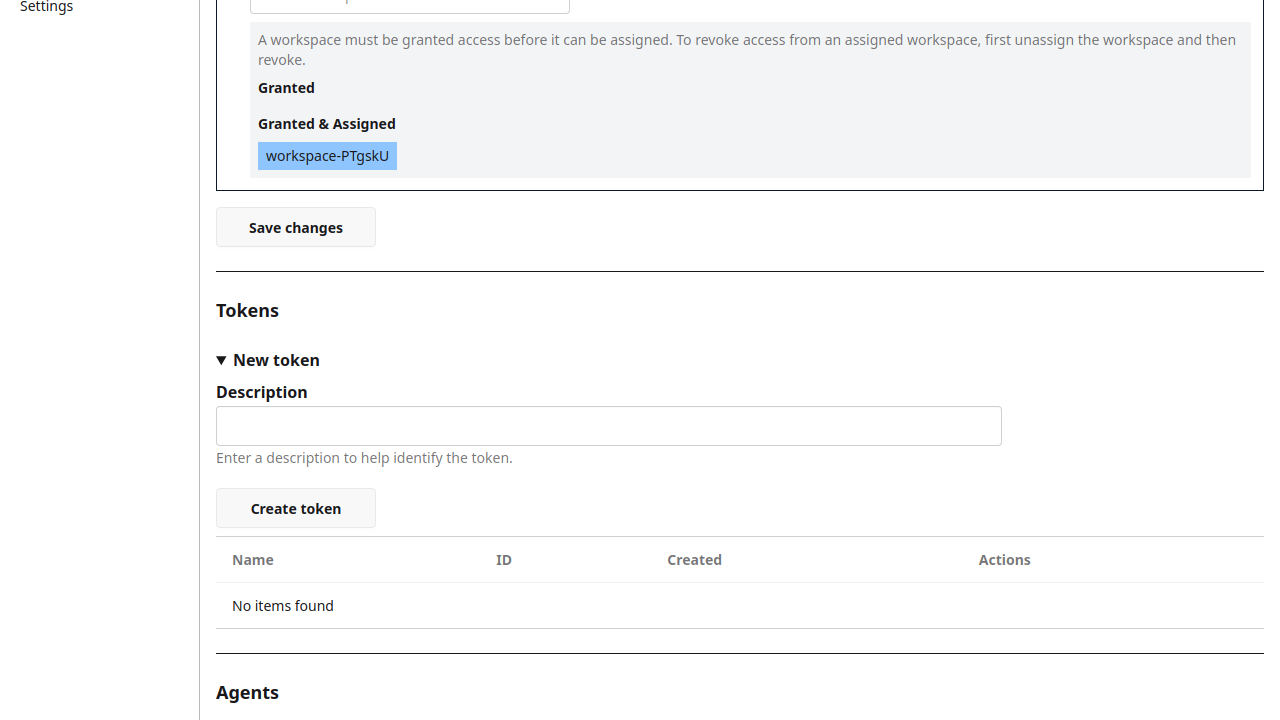 Settings
A workspace must be granted access before it can be assigned. To revoke access from an assigned workspace, first unassign the workspace and then
revoke.
Granted
Granted & Assigned
workspace-PTgskU
Save changes
Tokens
New token
Description
Enter a description to help identify the token.
Create token
Name ID Created Actions
No items found
Agents